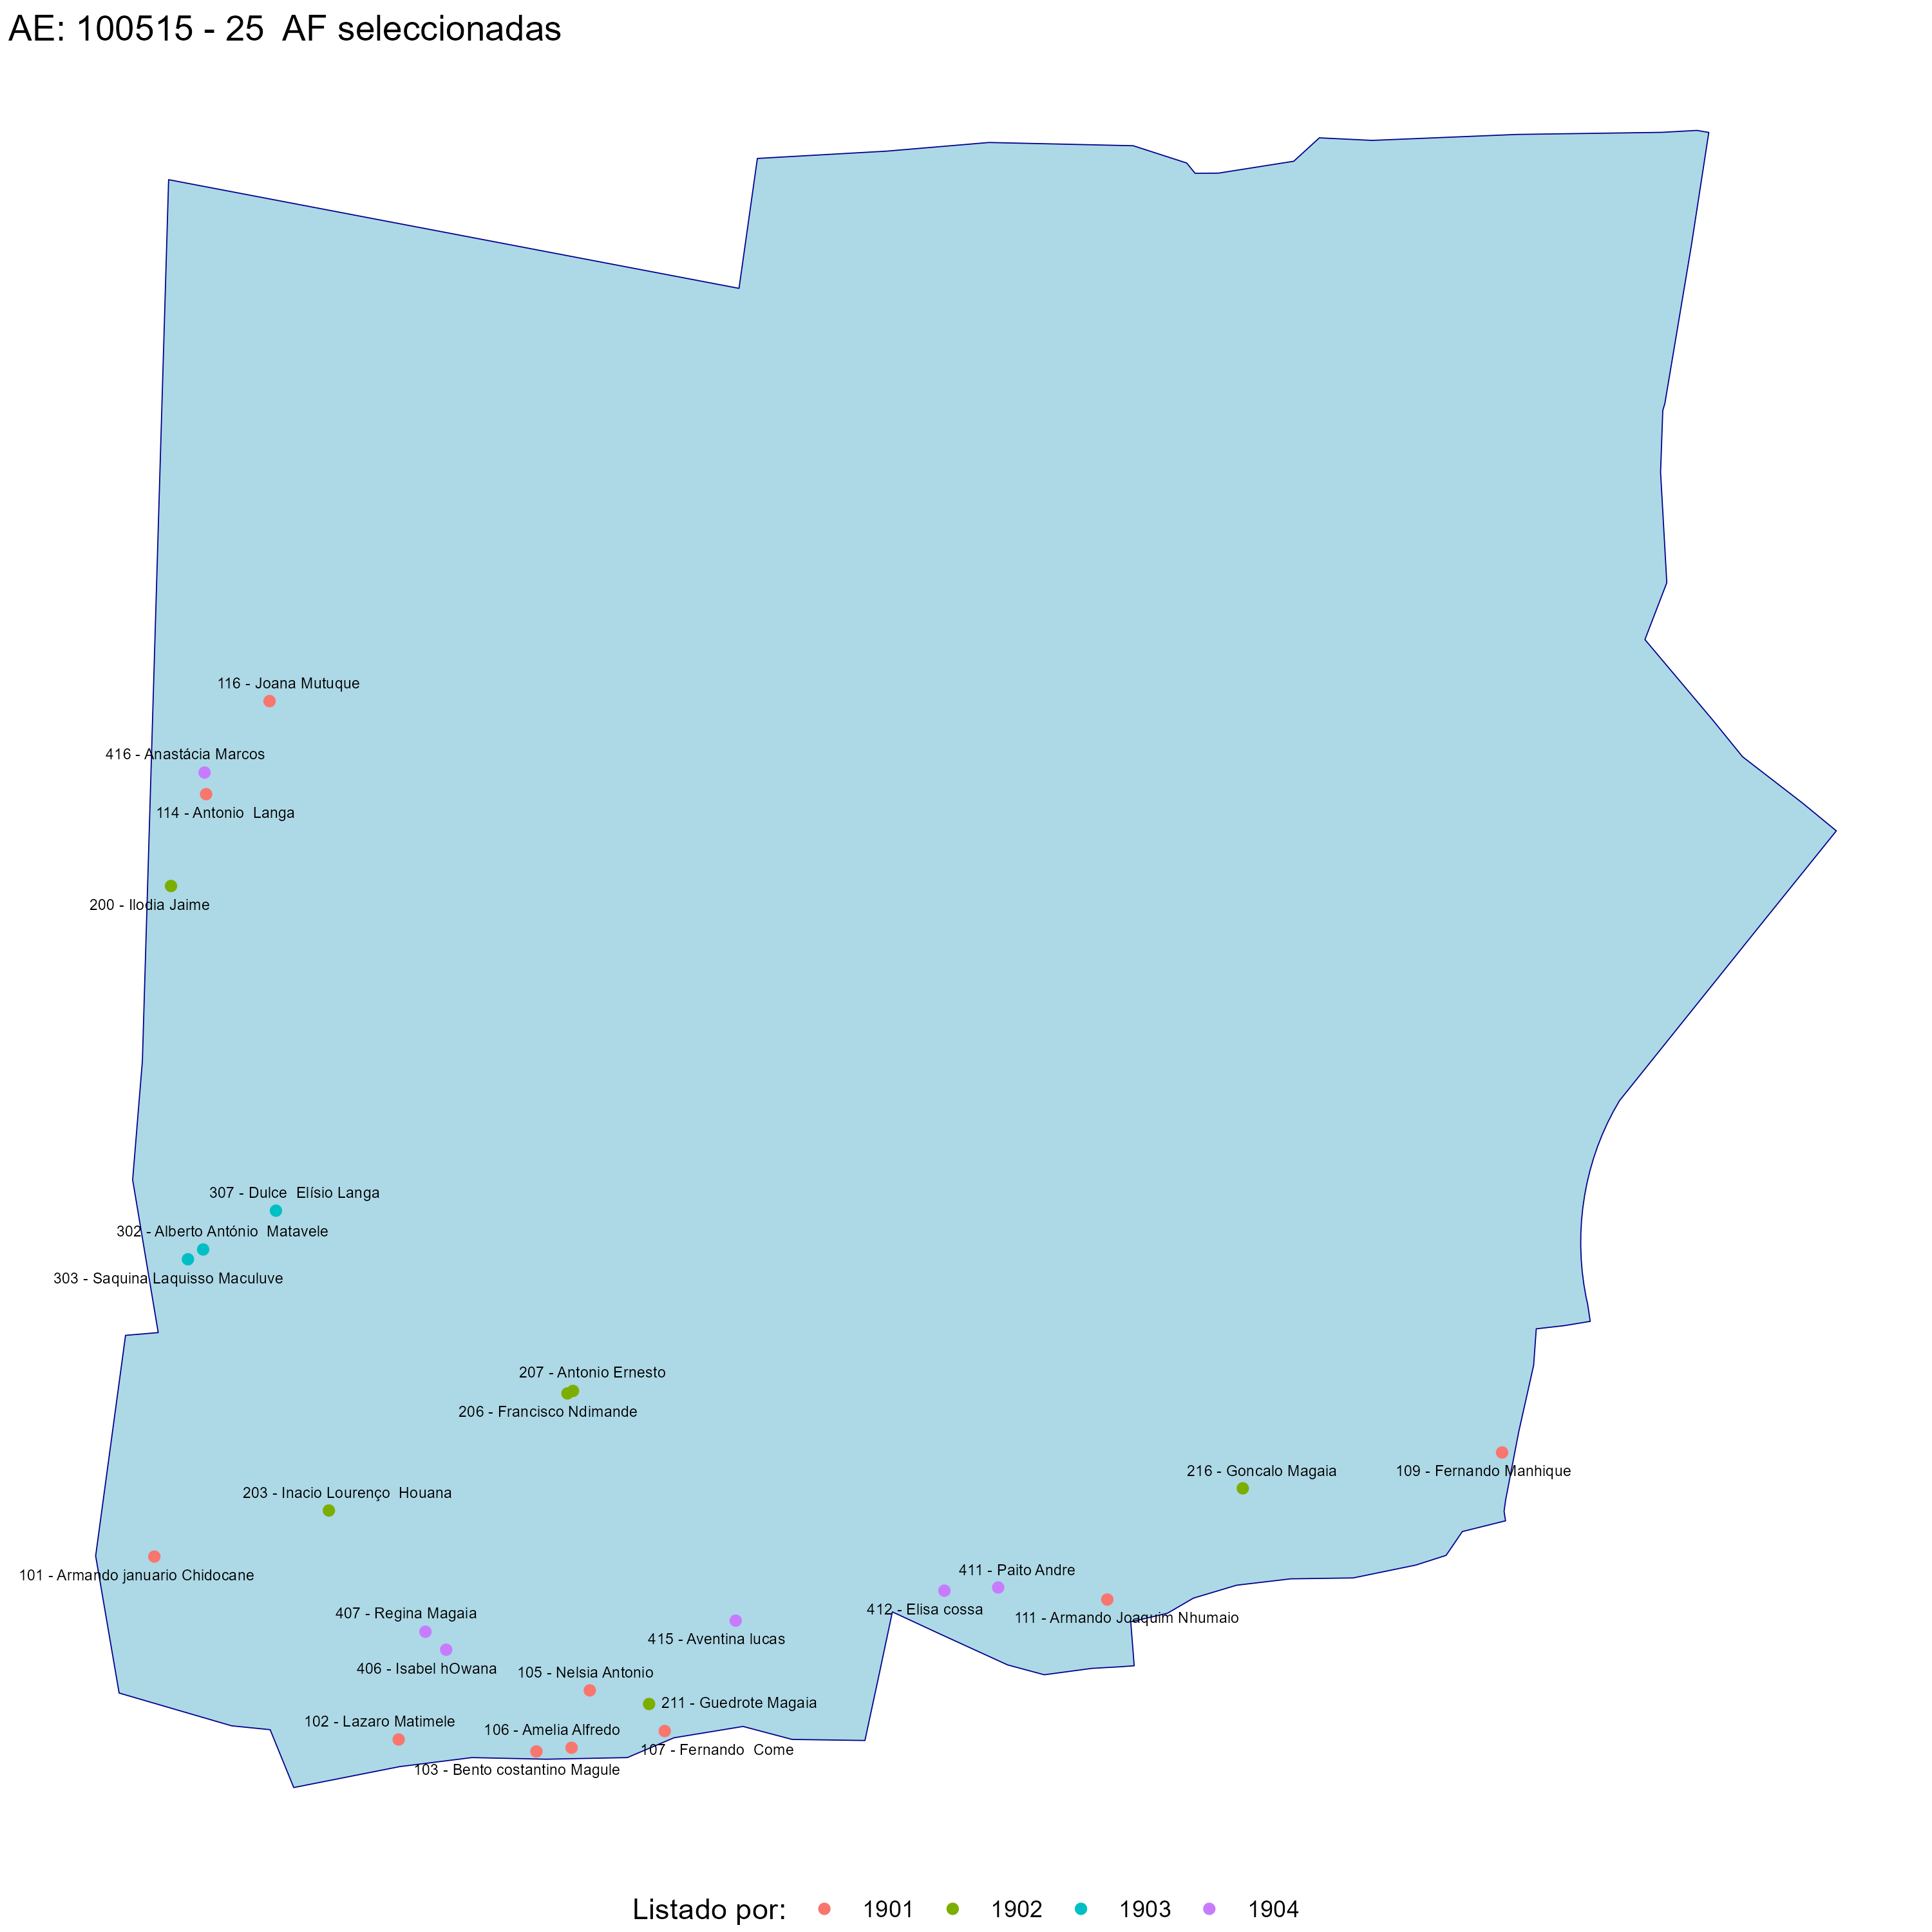 AE: 100515 - 25  AF seleccionadas
116 - Joana Mutuque
416 - Anastácia Marcos
114 - Antonio  Langa
200 - Ilodia Jaime
307 - Dulce  Elísio Langa
302 - Alberto António  Matavele
303 - Saquina Laquisso Maculuve
207 - Antonio Ernesto
206 - Francisco Ndimande
216 - Goncalo Magaia
109 - Fernando Manhique
203 - Inacio Lourenço  Houana
411 - Paito Andre
101 - Armando januario Chidocane
412 - Elisa cossa
407 - Regina Magaia
111 - Armando Joaquim Nhumaio
415 - Aventina lucas
406 - Isabel hOwana
105 - Nelsia Antonio
211 - Guedrote Magaia
102 - Lazaro Matimele
106 - Amelia Alfredo
107 - Fernando  Come
103 - Bento costantino Magule
Listado por: 1901 1902 1903 1904